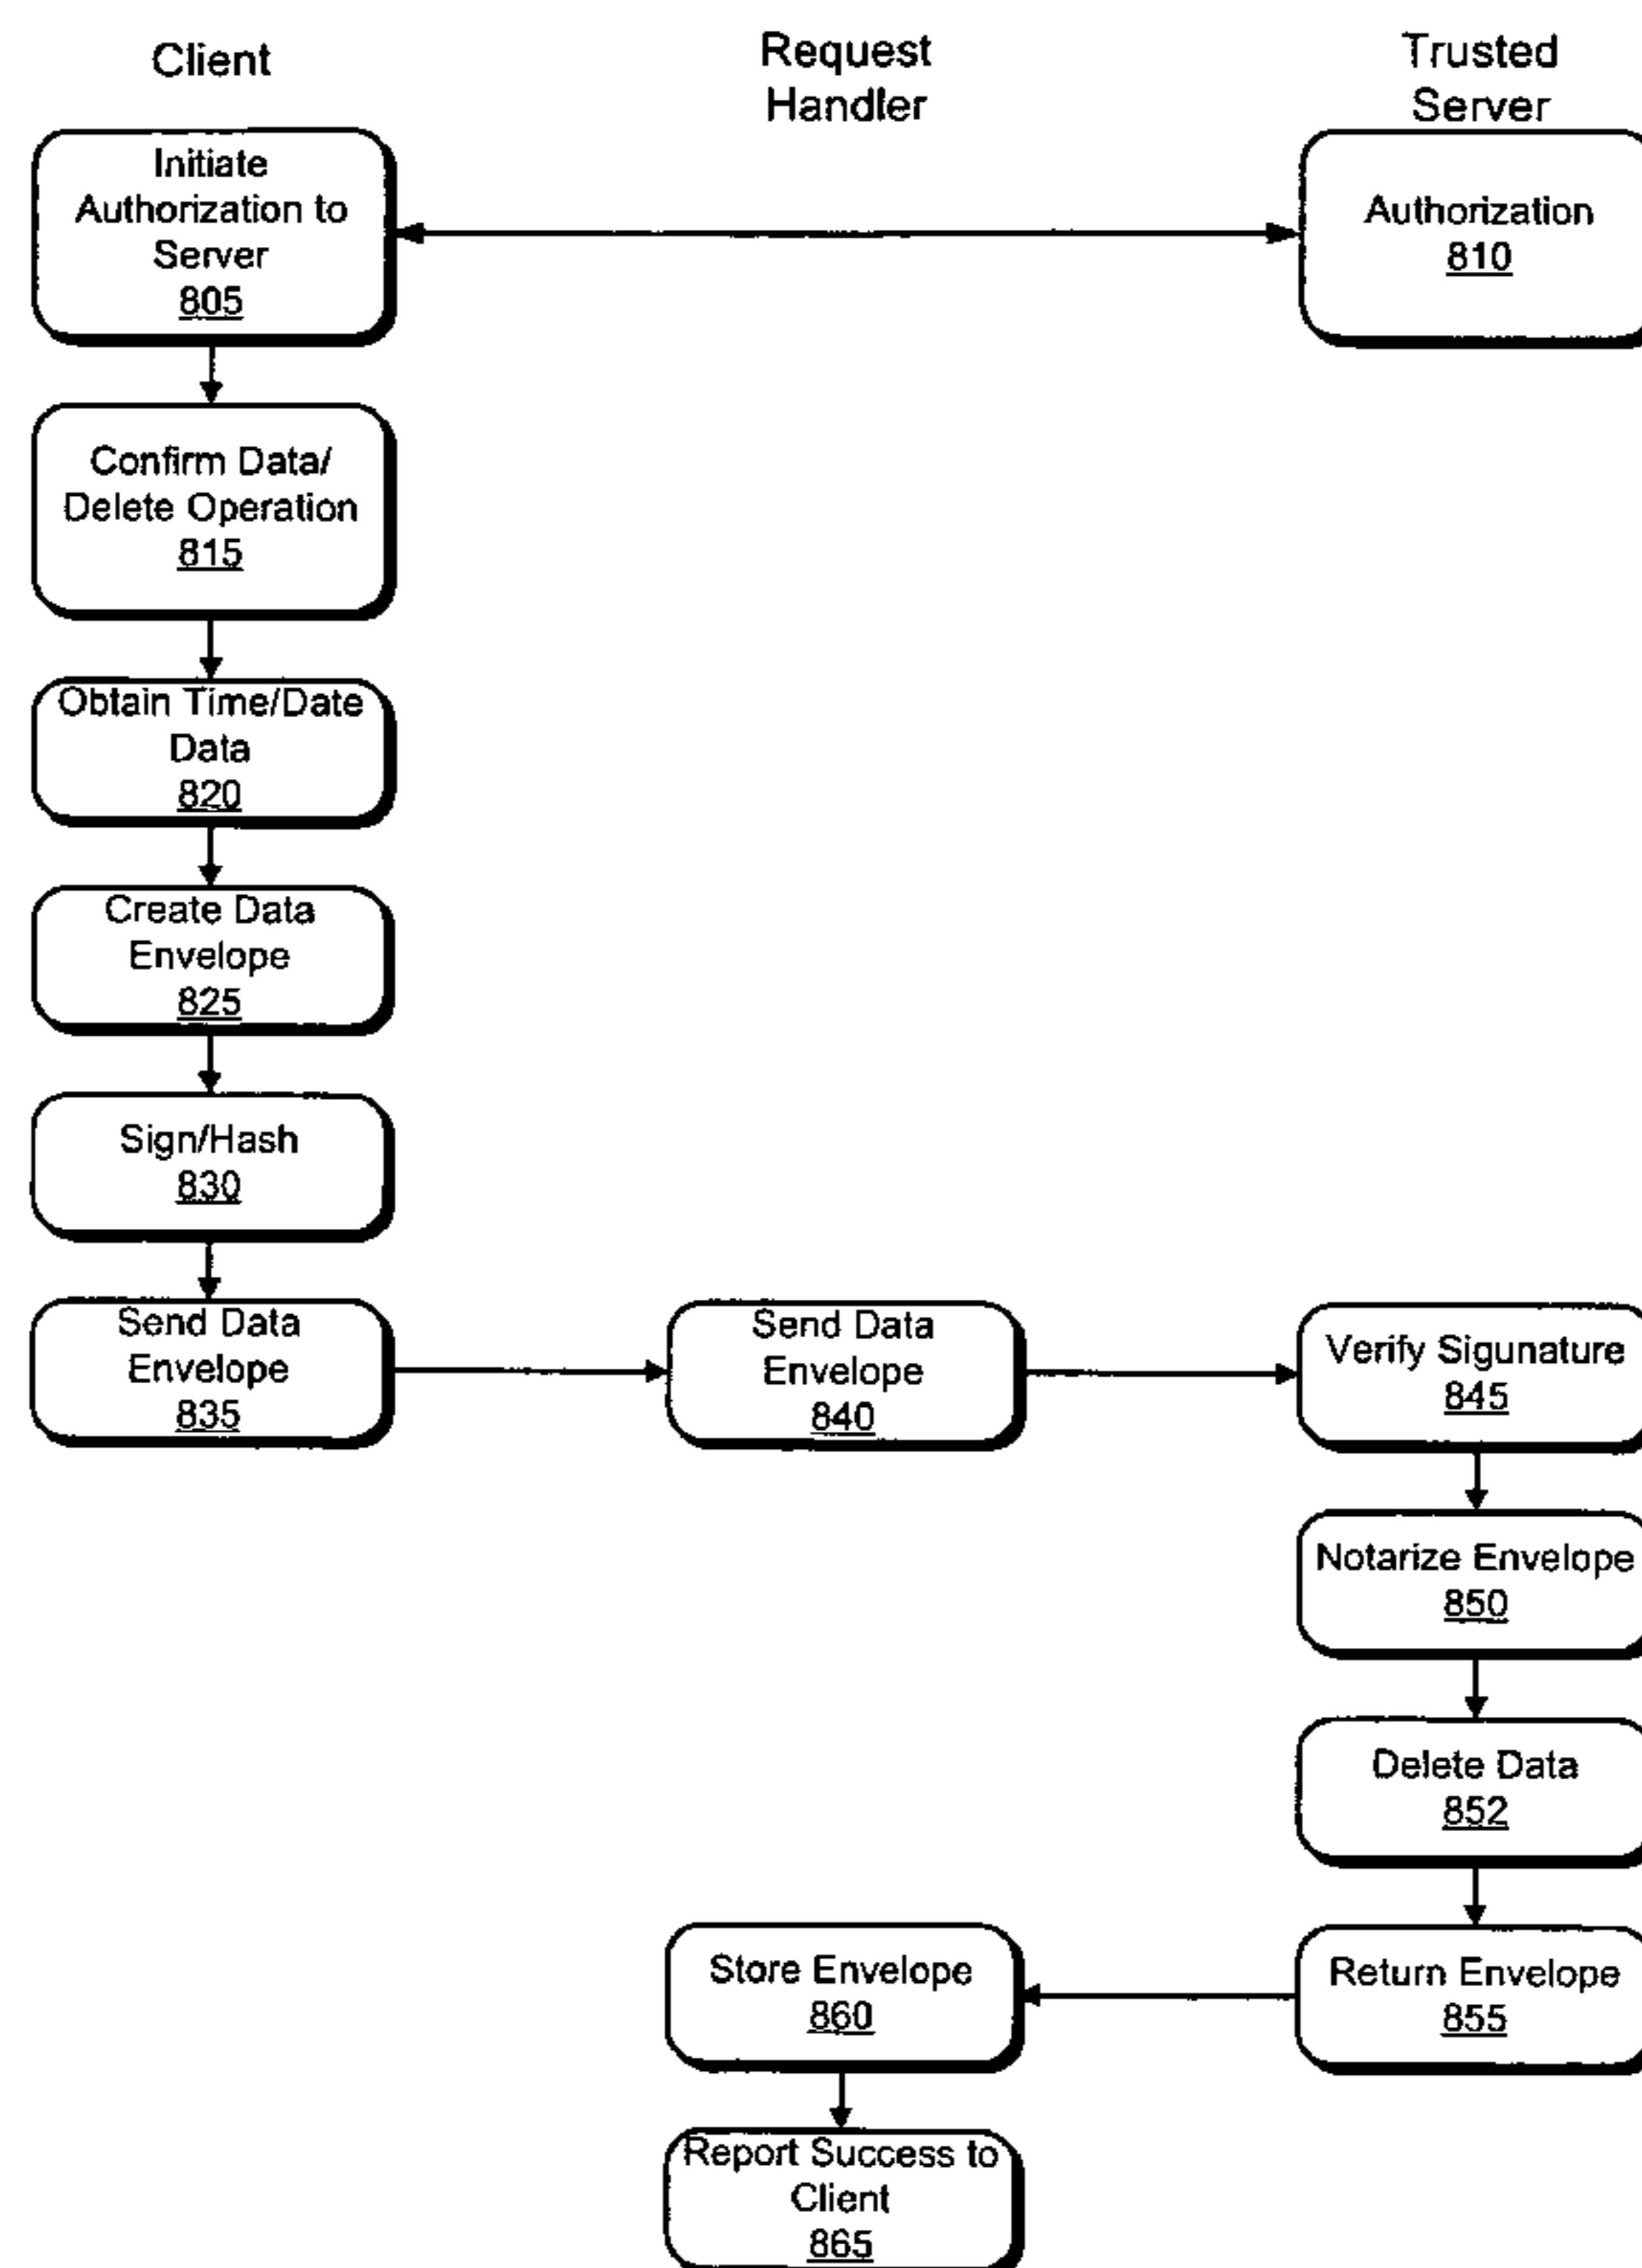 Client
Request
Handler
Trusted
Server
Initiate
Authorization to
Server
805
Authorization
810
Confirm Data/
Delete Operation
815
Obtain Time/Date
Data
820
Create Data
Envelope
825
Sign/Hash
830
Send Data
Envelope
835
Send Data
Envelope
840
Verify Sigunature
845
Notarize Envelope
850
Delete Data
852
Return Envelope
855
Store Envelope
860
Report Success to
Client
865